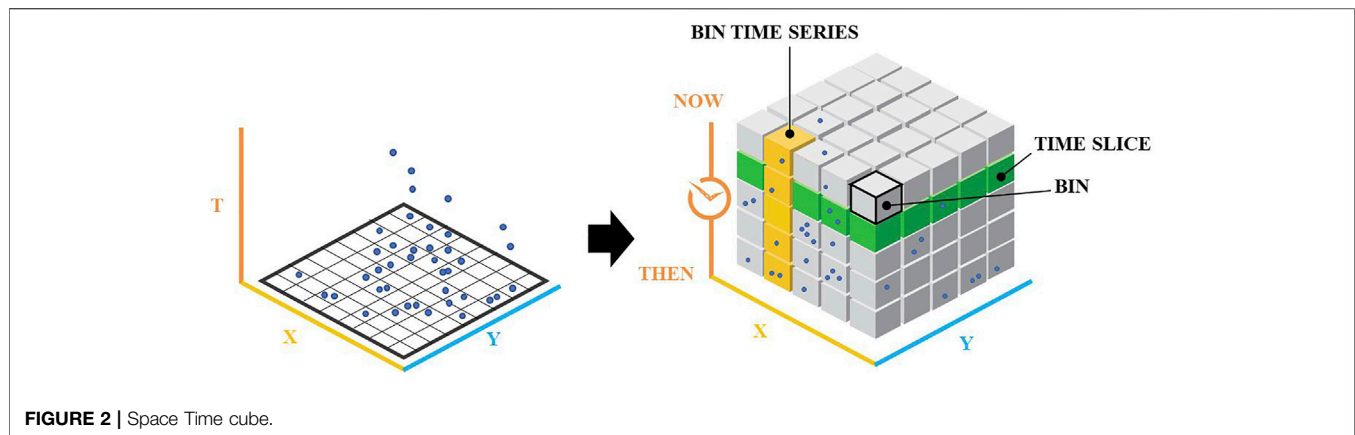 BIN TIME SERIES
NOW
T
TIME SLICE
BIN
THEN
X
Y
X
Y
FIGURE 2 | Space Time cube.